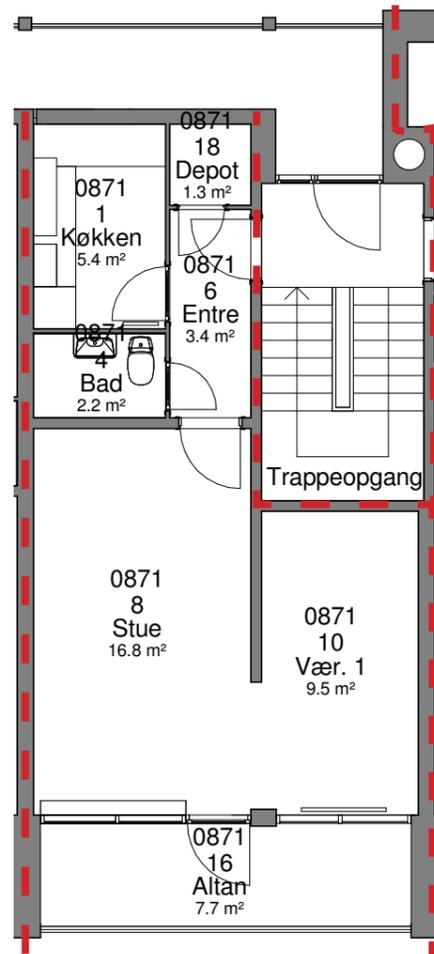 0871
18
Depot
1.3 m²
0871
1
Køkken
5.4 m²
0871
6
Entre
3.4 m²
0871
4
Bad
2.2 m²
Trappeopgang
0871
8
Stue
16.8 m²
0871
10
Vær. 1
9.5 m²
0871
16
Altan
7.7 m²